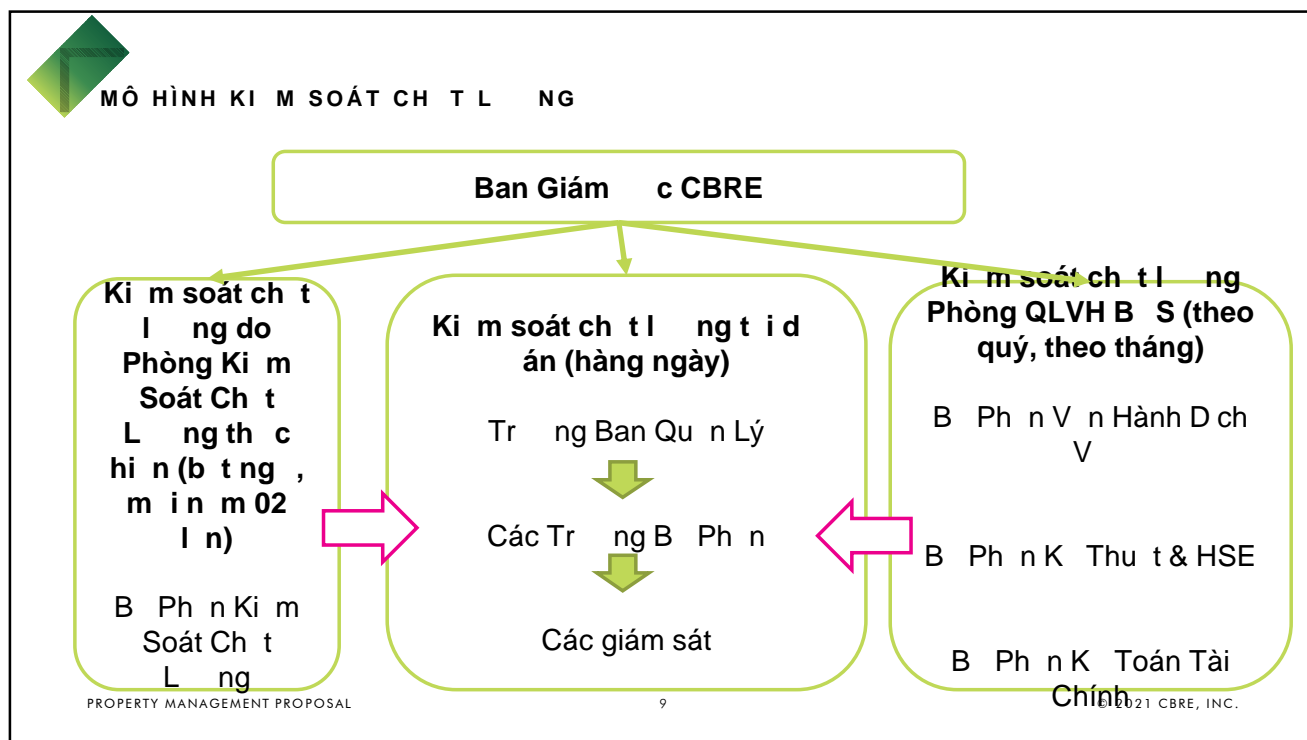 MÔ HÌNH KI M SOÁT CH T L NG
Ban Giám c CBRE
Ki m soát ch t
l ng do
Phòng Ki m
Soát Ch t
L ng th c
hi n (b t ng ,
m i n m 02
l n)
B Ph n Ki m
Soát Ch t
L ng
Ki m soát ch t l ng t i d
án (hàng ngày)
Tr ng Ban Qu n Lý
Các Tr ng B Ph n
Các giám sát
Ki m soát ch t l ng
Phòng QLVH B S (theo
quý, theo tháng)
B Ph n V n Hành D ch
V
B Ph n K Thu t & HSE
B Ph n K Toán Tài
Chính
PROPERTY MANAGEMENT PROPOSAL
9
© 2021 CBRE, INC.